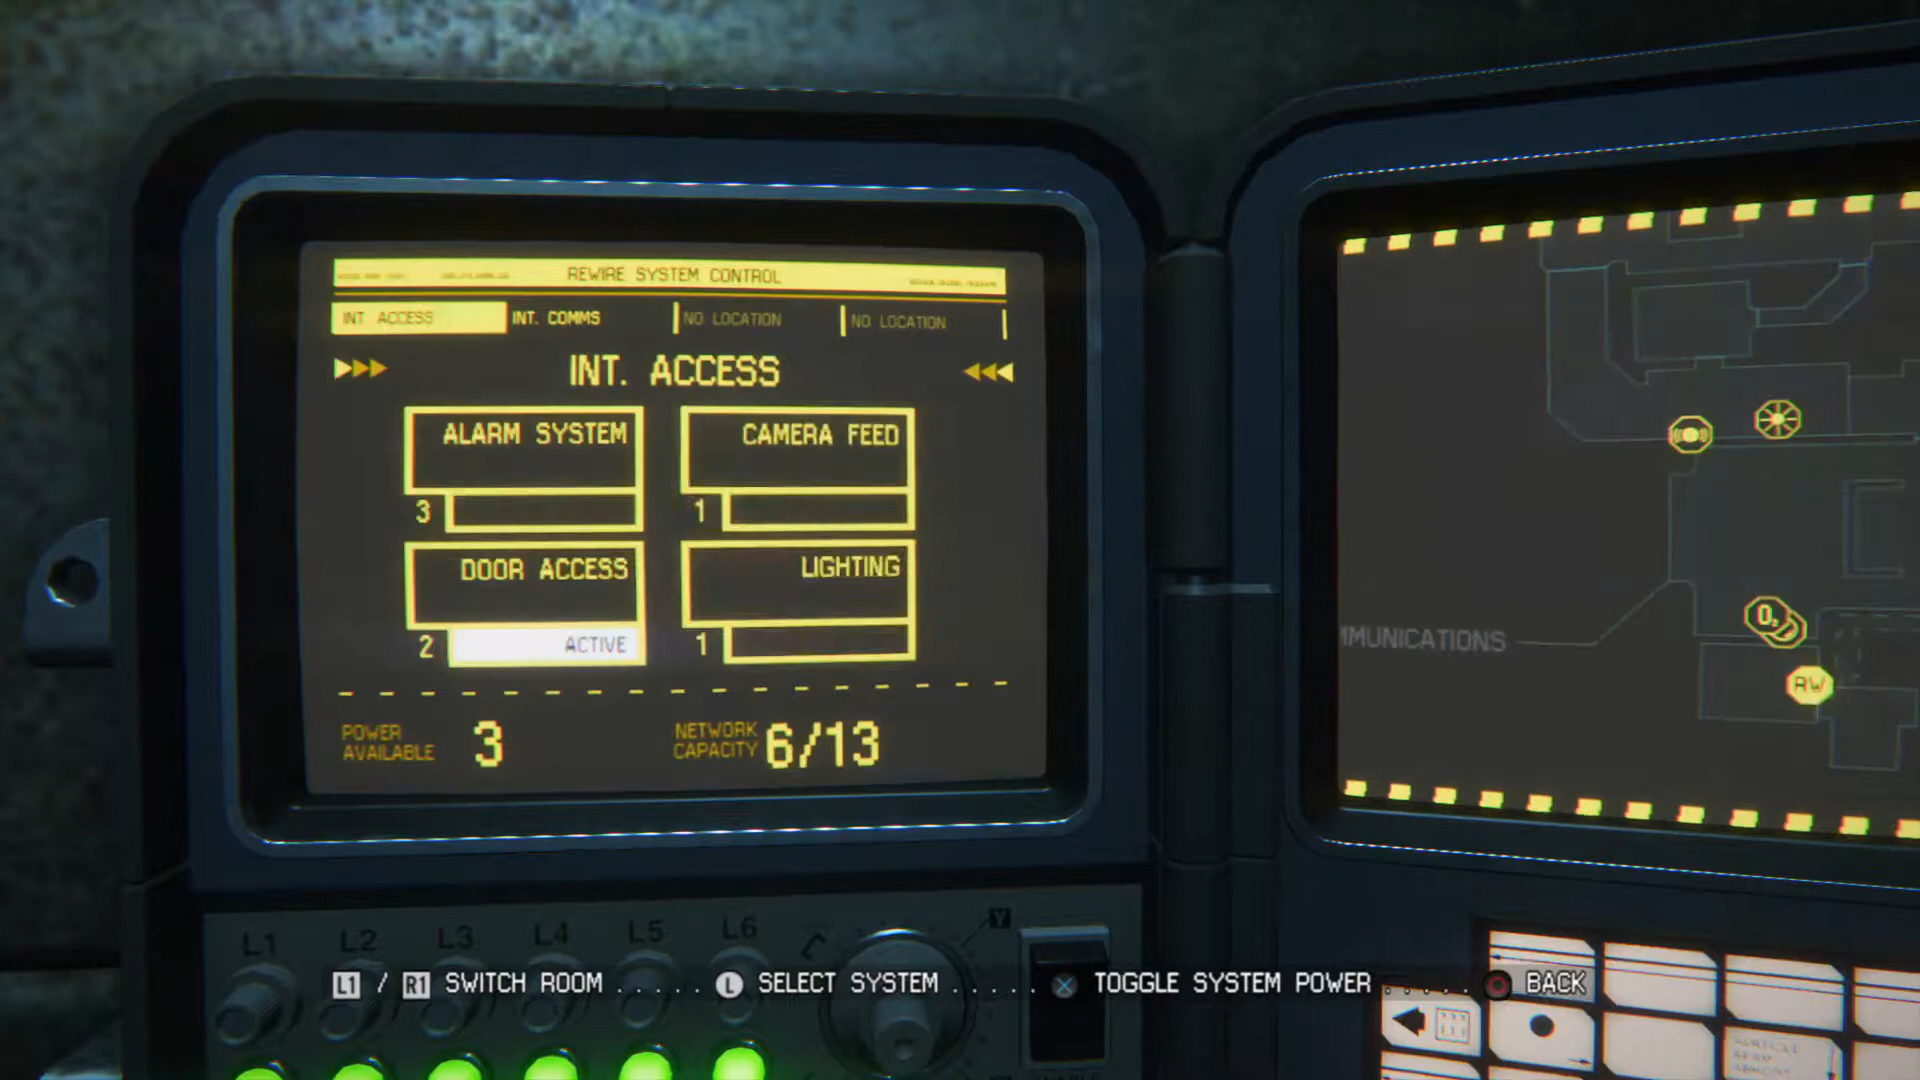 REWIRE SYSTEM CONTROL
INT. ACCESS INT. COMMS NO LOCATION NO LOCATION
INT. ACCESS
ALARM SYSTEM CAMERA FEED
3 1
DOOR ACCESS LIGHTING
2 ACTIVE 1
POWER AVAILABLE 3 NETWORK CAPACITY 6/13
MMUNICATIONS
O₂
RW
L1 L2 L3 L4 L5 L6
Y
L1 / R1 SWITCH ROOM ..... L SELECT SYSTEM ..... TOGGLE SYSTEM POWER ..... BACK